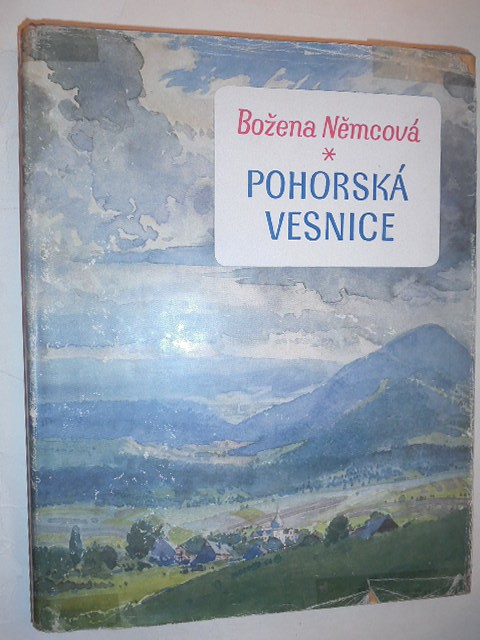 Božena Němcová
*
POHORSKÁ
VESNICE